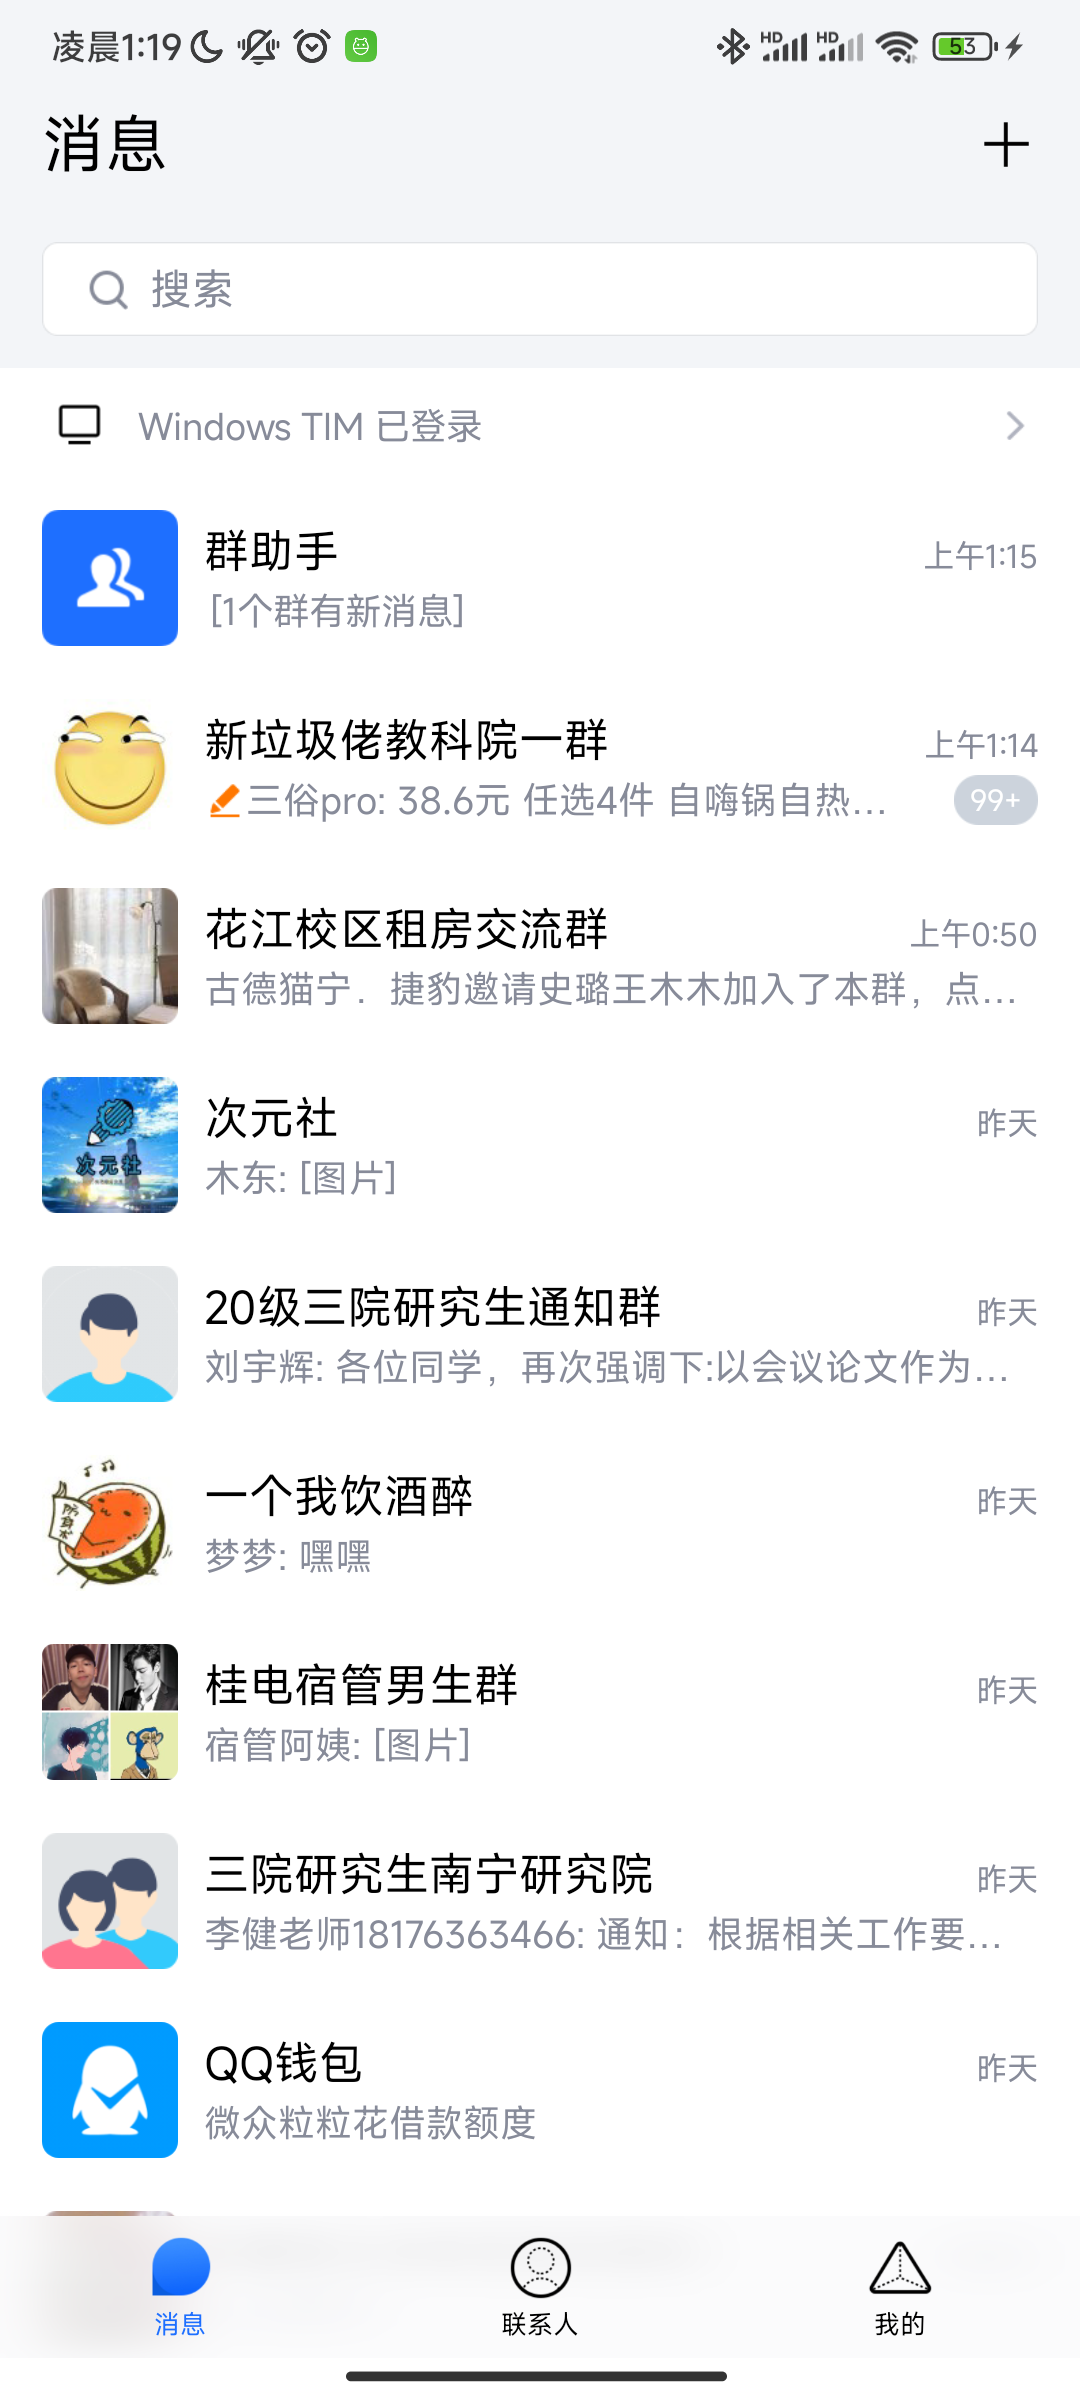 凌晨1:19
HD HD 53
消息
搜索
Windows TIM 已登录
群助手
上午1:15
[1个群有新消息]
新垃圾佬教科院一群
上午1:14
三俗pro: 38.6元 任选4件 自嗨锅自热...
99+
花江校区租房交流群
上午0:50
古德猫宁．捷豹邀请史璐王木木加入了本群，点...
次元社
次元社
昨天
木东: [图片]
20级三院研究生通知群
昨天
刘宇辉: 各位同学，再次强调下:以会议论文作为...
一个我饮酒醉
昨天
梦梦: 嘿嘿
桂电宿管男生群
昨天
宿管阿姨: [图片]
三院研究生南宁研究院
昨天
李健老师18176363466: 通知：根据相关工作要...
QQ钱包
昨天
微众粒粒花借款额度
消息
联系人
我的